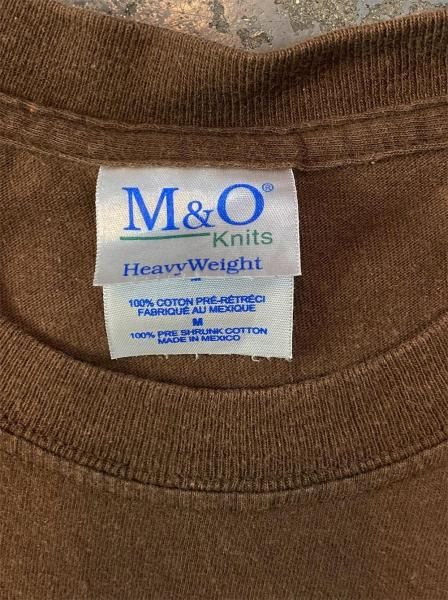 M&O®
Knits
HeavyWeight
100% COTON PRÉ-RÉTRÉCI
FABRIQUÉ AU MEXIQUE
M
100% PRE SHRUNK COTTON
MADE IN MEXICO